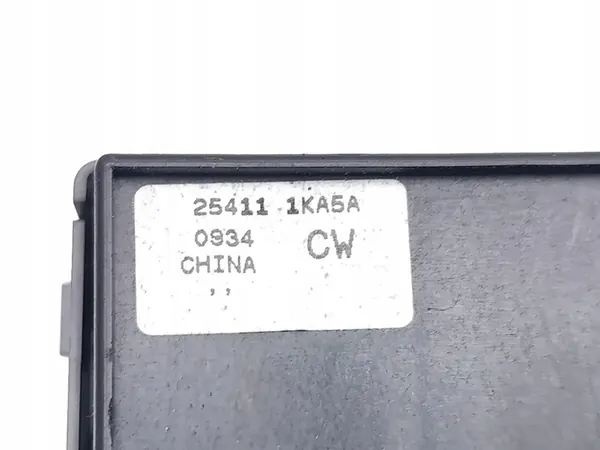 25411 1KA5A
0934 CW
CHINA
, ,